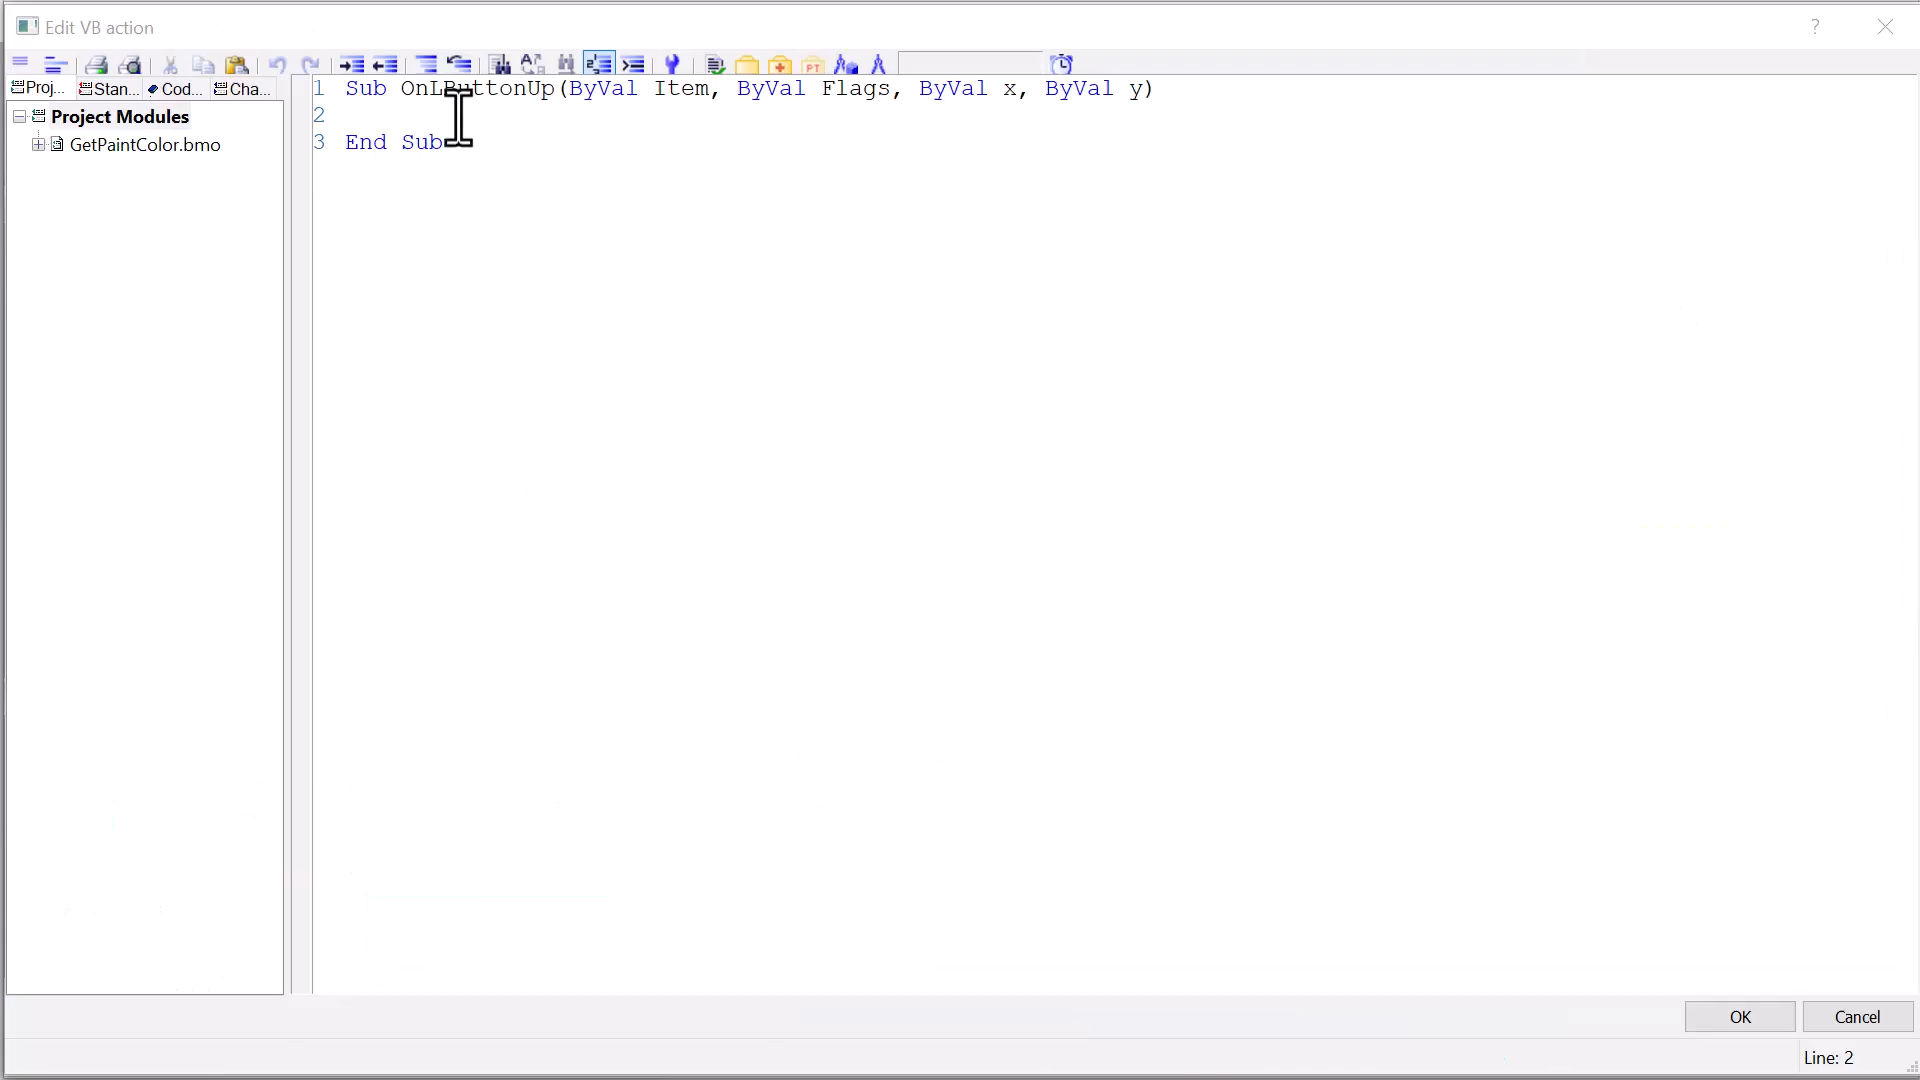 Edit VB action
?
PT
Proj... Stan... Cod... Cha...
Project Modules
GetPaintColor.bmo
1 Sub OnLButtonUp(ByVal Item, ByVal Flags, ByVal x, ByVal y)
2
3 End Sub
OK Cancel
Line: 2